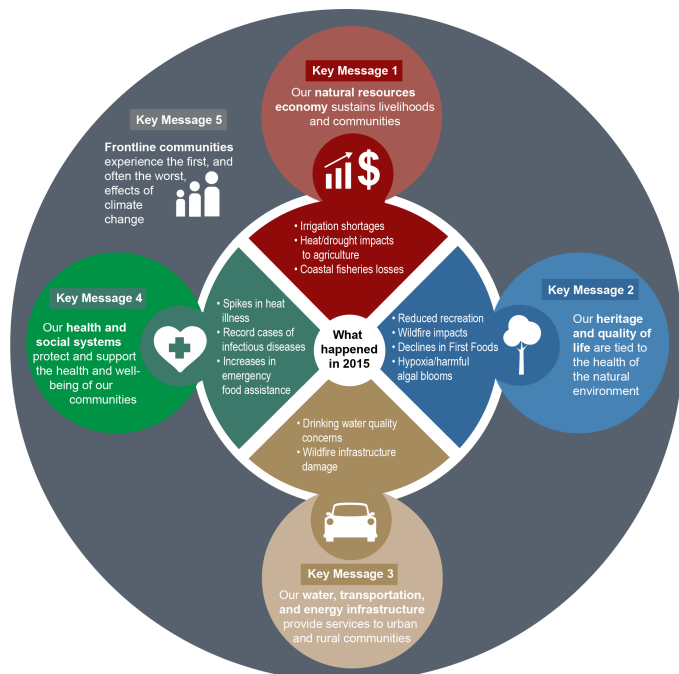 Key Message 1
Our natural resources
economy sustains livelihoods
and communities
$
Key Message 5
Frontline communities
experience the first, and
often the worst,
effects of
climate
change
• Irrigation shortages
• Heat/drought impacts
to agriculture
• Coastal fisheries losses
Key Message 2
Our heritage
and quality of
life are tied to
the health of
the natural
environment
• Reduced recreation
• Wildfire impacts
• Declines in First Foods
• Hypoxia/harmful
algal blooms
What
happened
in 2015
Key Message 4
Our health and
social systems
protect and support
the health and well-
being of our
communities
• Spikes in heat
illness
• Record cases of
infectious diseases
• Increases in
emergency
food assistance
• Drinking water quality
concerns
• Wildfire infrastructure
damage
Key Message 3
Our water, transportation,
and energy infrastructure
provide services to urban
and rural communities